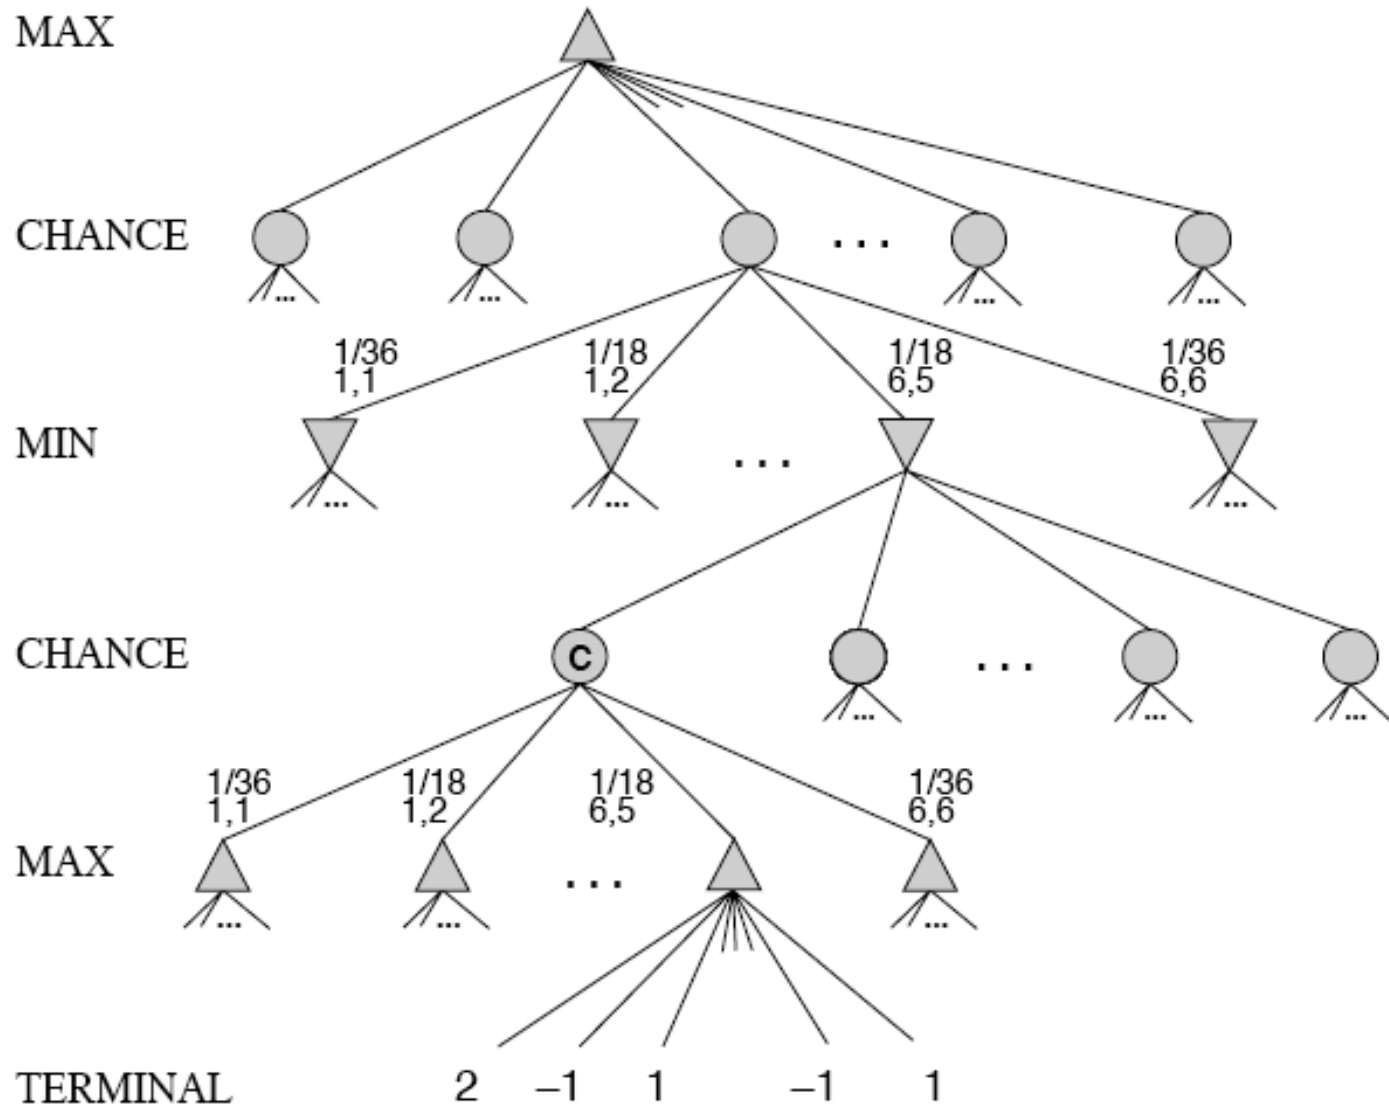 MAX
CHANCE
...
... ... ... ... ...
1/36 1/18 1/18 1/36
1,1 1,2 6,5 6,6
MIN
...
... ... ... ...
CHANCE C ...
... ... ...
1/36 1/18 1/18 1/36
1,1 1,2 6,5 6,6
MAX
...
... ... ...
TERMINAL 2 –1 1 –1 1